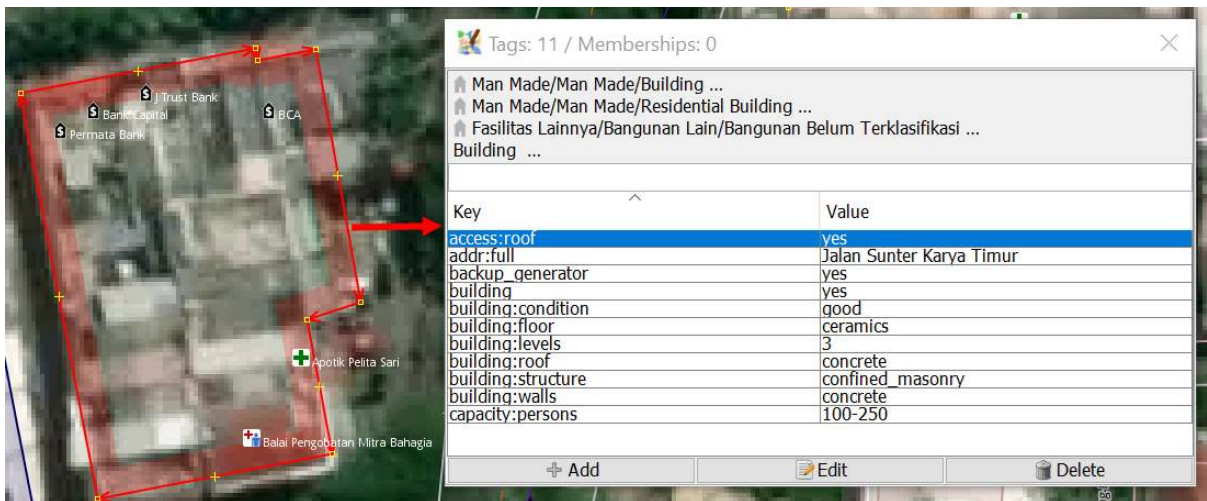 J Trust Bank
Bank Capital
BCA
Permata Bank
Apotik Pelita Sari
Balai Pengobatan Mitra Bahagia
Tags: 11 / Memberships: 0
Man Made/Man Made/Building ...
Man Made/Man Made/Residential Building ...
Fasilitas Lainnya/Bangunan Lain/Bangunan Belum Terklasifikasi ...
Building ...
Key Value
access:roof yes
addr:full Jalan Sunter Karya Timur
backup_generator yes
building yes
building:condition good
building:floor ceramics
building:levels 3
building:roof concrete
building:structure confined_masonry
building:walls concrete
capacity:persons 100-250
Add Edit Delete